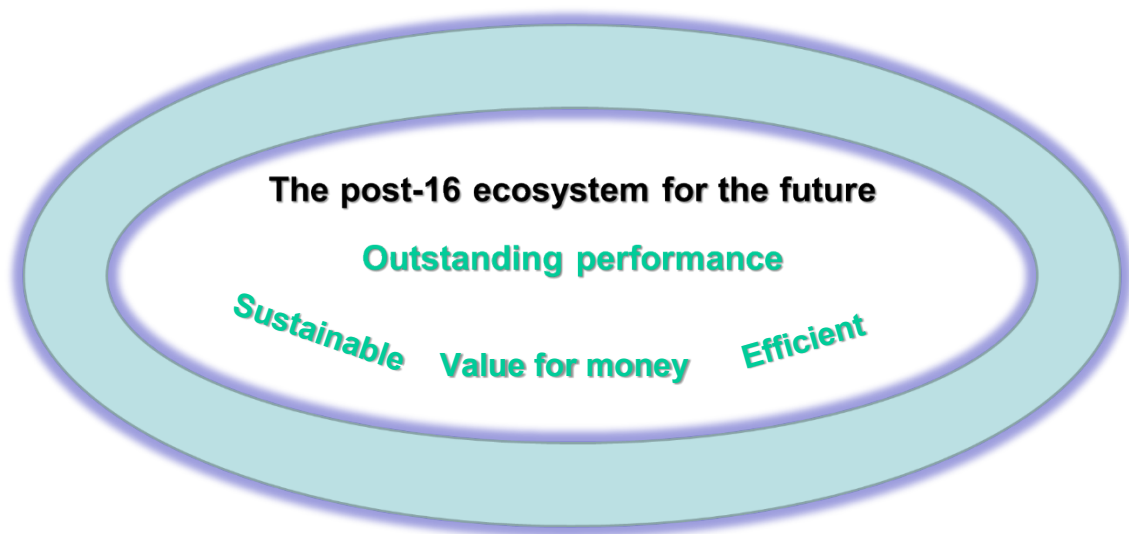 The post-16 ecosystem for the future
Outstanding performance
Sustainable
Value for money
Efficient